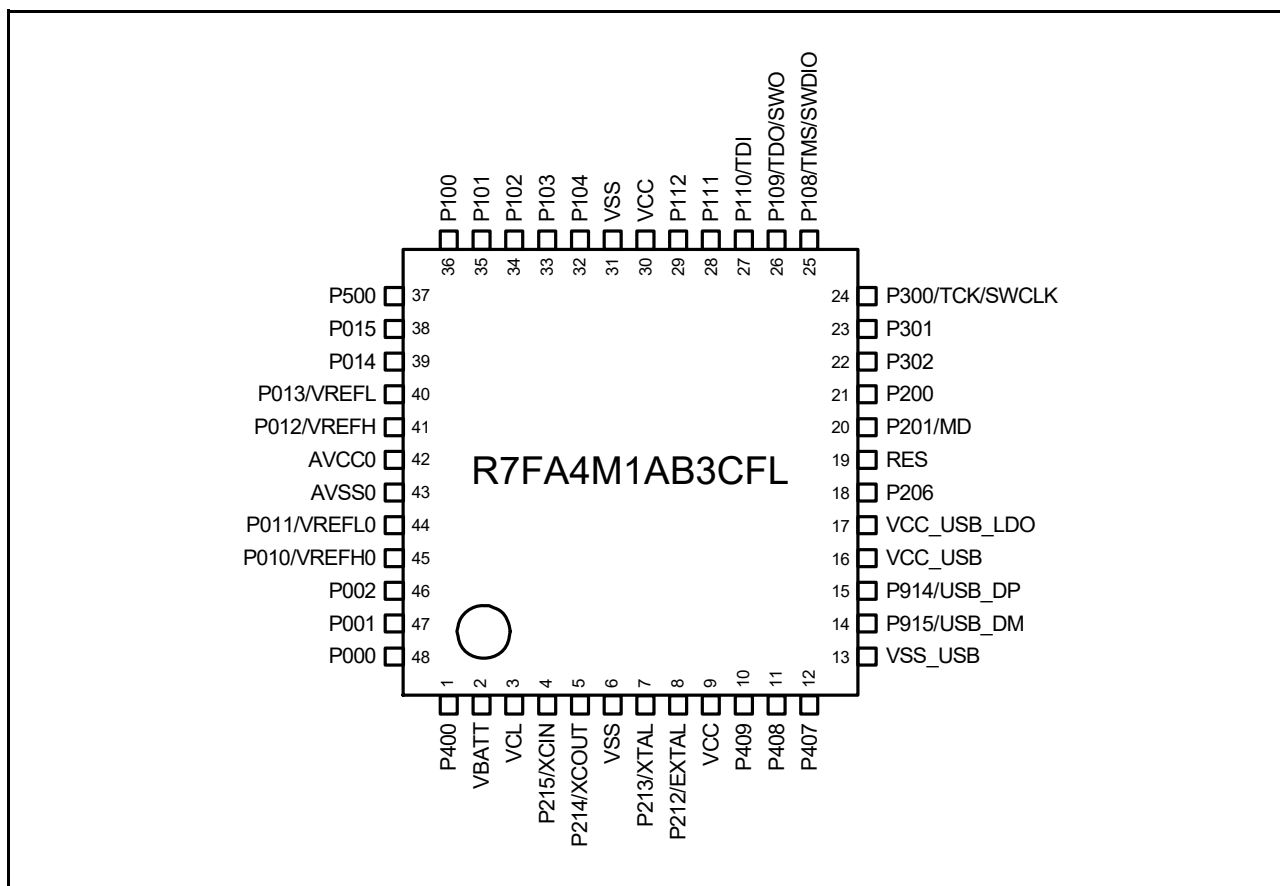 P100
P101
P102
P103
P104
VSS
VCC
P112
P111
P110/TDI
P109/TDO/SWO
P108/TMS/SWDIO
36
35
34
33
32
31
30
29
28
27
26
25
P500 37
P015 38
P014 39
P013/VREFL 40
P012/VREFH 41
AVCC0 42
AVSS0 43
P011/VREFL0 44
P010/VREFH0 45
P002 46
P001 47
P000 48
R7FA4M1AB3CFL
24 P300/TCK/SWCLK
23 P301
22 P302
21 P200
20 P201/MD
19 RES
18 P206
17 VCC_USB_LDO
16 VCC_USB
15 P914/USB_DP
14 P915/USB_DM
13 VSS_USB
1
2
3
4
5
6
7
8
9
10
11
12
P400
VBATT
VCL
P215/XCIN
P214/XCOUT
VSS
P213/XTAL
P212/EXTAL
VCC
P409
P408
P407